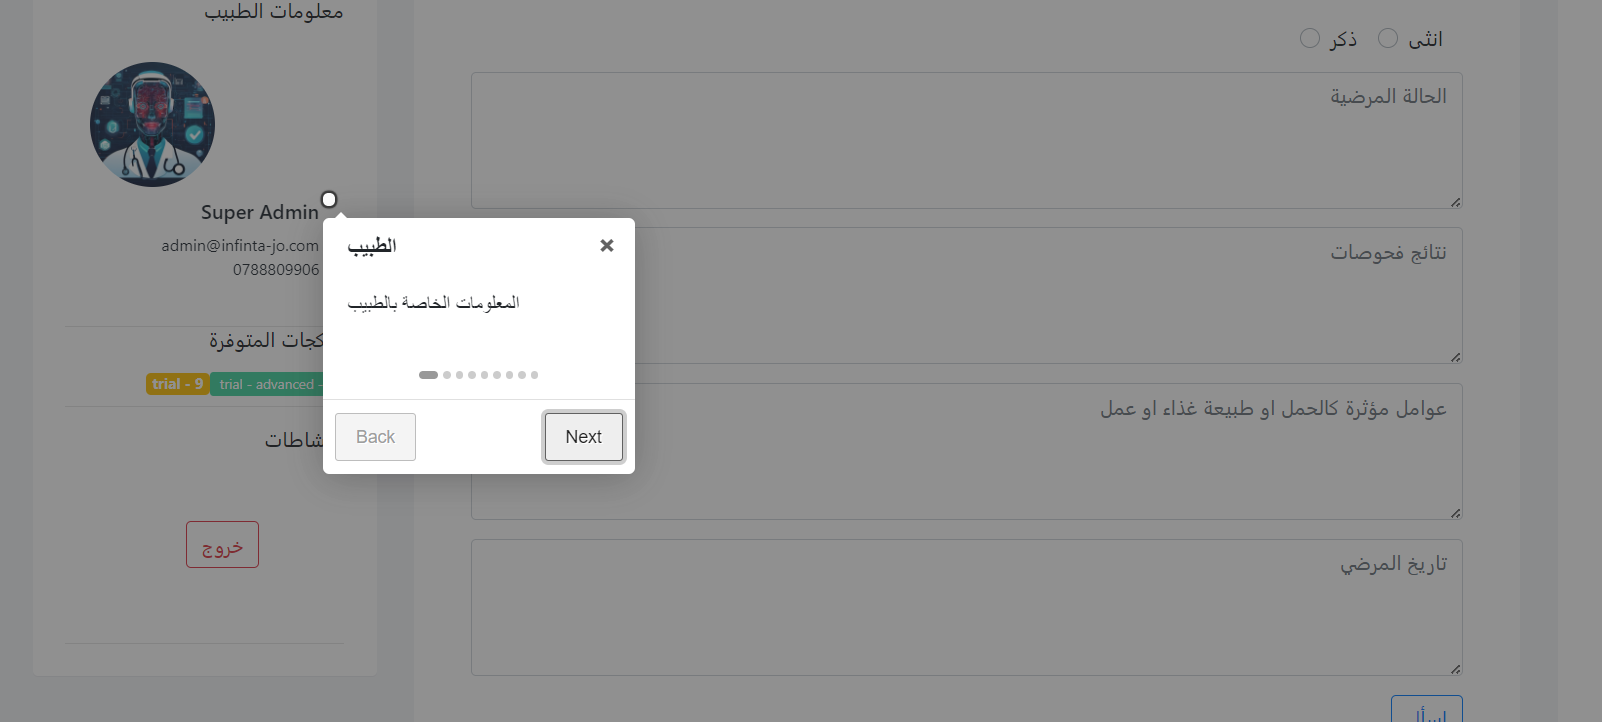 معلومات الطبيب
Super Admin
admin@infinta-jo.com
0788809906
كجات المتوفرة
trial - 9
trial - advanced -
شاطات
خروج
الطبيب
×
المعلومات الخاصة بالطبيب
Back
Next
انثى
ذكر
الحالة المرضية
نتائج فحوصات
عوامل مؤثرة كالحمل او طبيعة غذاء او عمل
تاريخ المرضي
اسأل